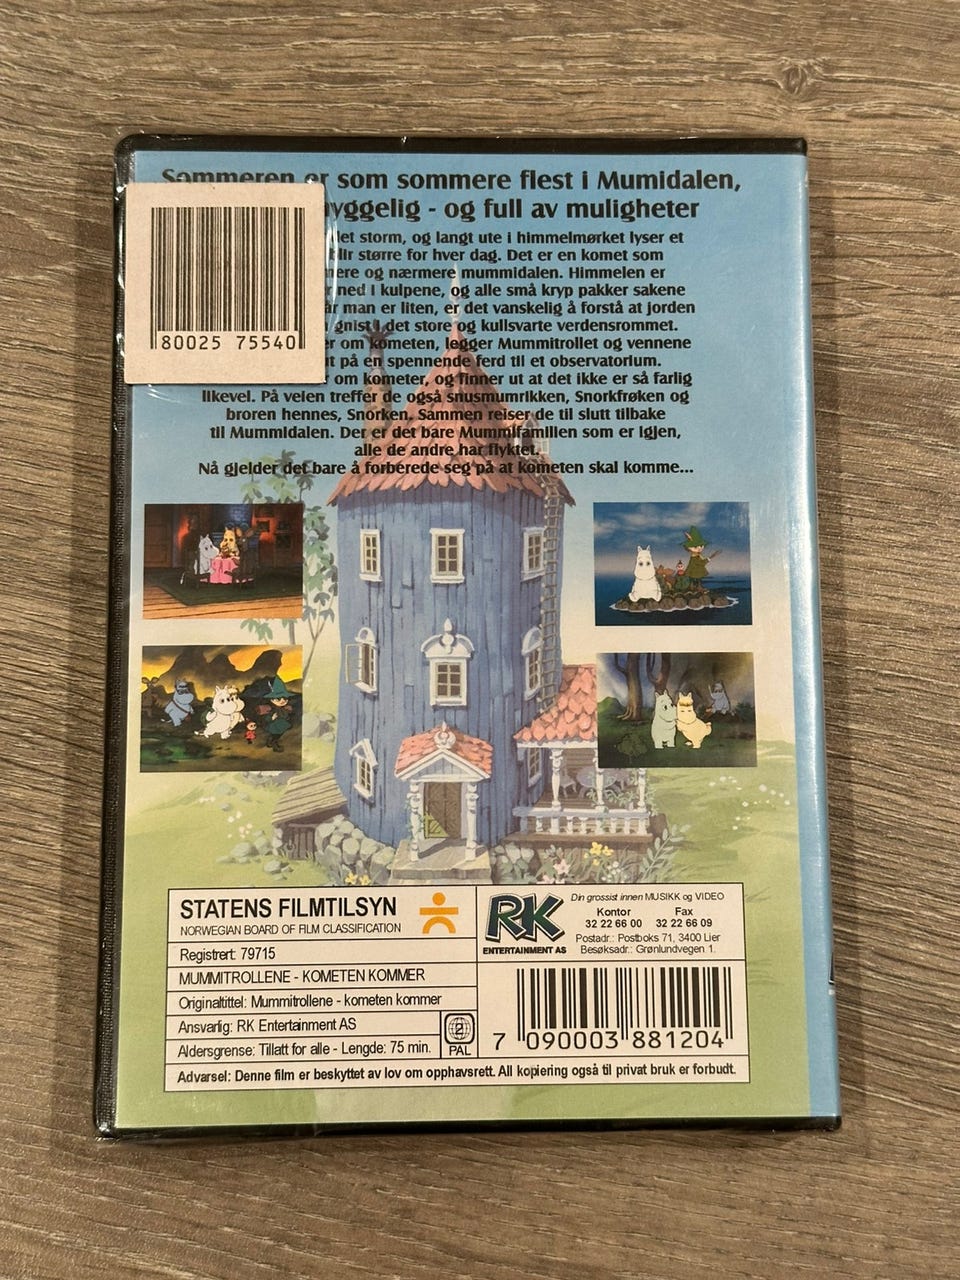 Sommeren er som sommere flest i Mumidalen,
hyggelig - og full av muligheter
storm, og langt ute i himmelmørket lyser et
blir større for hver dag. Det er en komet som
og nærmere mummidalen. Himmelen er
ned i kulpene, og alle små kryp pakker sakene
man er liten, er det vanskelig å forstå at jorden
gnist i det store og kullsvarte verdensrommet.
om kometen, legger Mummitrollet og vennene
på en spennende ferd til et observatorium.
om kometer, og finner ut at det ikke er så farlig
likevel. På veien treffer de også snusmumrikken, Snorkfrøken og
broren hennes, Snorken. Sammen reiser de til slutt tilbake
til Mummidalen. Der er det bare Mummifamilien som er igjen,
alle de andre har flyktet.
Nå gjelder det bare å forberede seg på at kometen skal komme...
80025 75540
STATENS FILMTILSYN
NORWEGIAN BOARD OF FILM CLASSIFICATION
Registrert: 79715
MUMMITROLLENE - KOMETEN KOMMER
Originaltittel: Mummitrollene - kometen kommer
Ansvarlig: RK Entertainment AS
Aldersgrense: Tillatt for alle - Lengde: 75 min.
2
PAL
RK
ENTERTAINMENT AS
Din grossist innen MUSIKK og VIDEO
Kontor Fax
32 22 66 00 32 22 66 09
Postadr.: Postboks 71, 3400 Lier
Besøksadr.: Grønlundvegen 1.
7 090003 881204
Advarsel: Denne film er beskyttet av lov om opphavsrett. All kopiering også til privat bruk er forbudt.